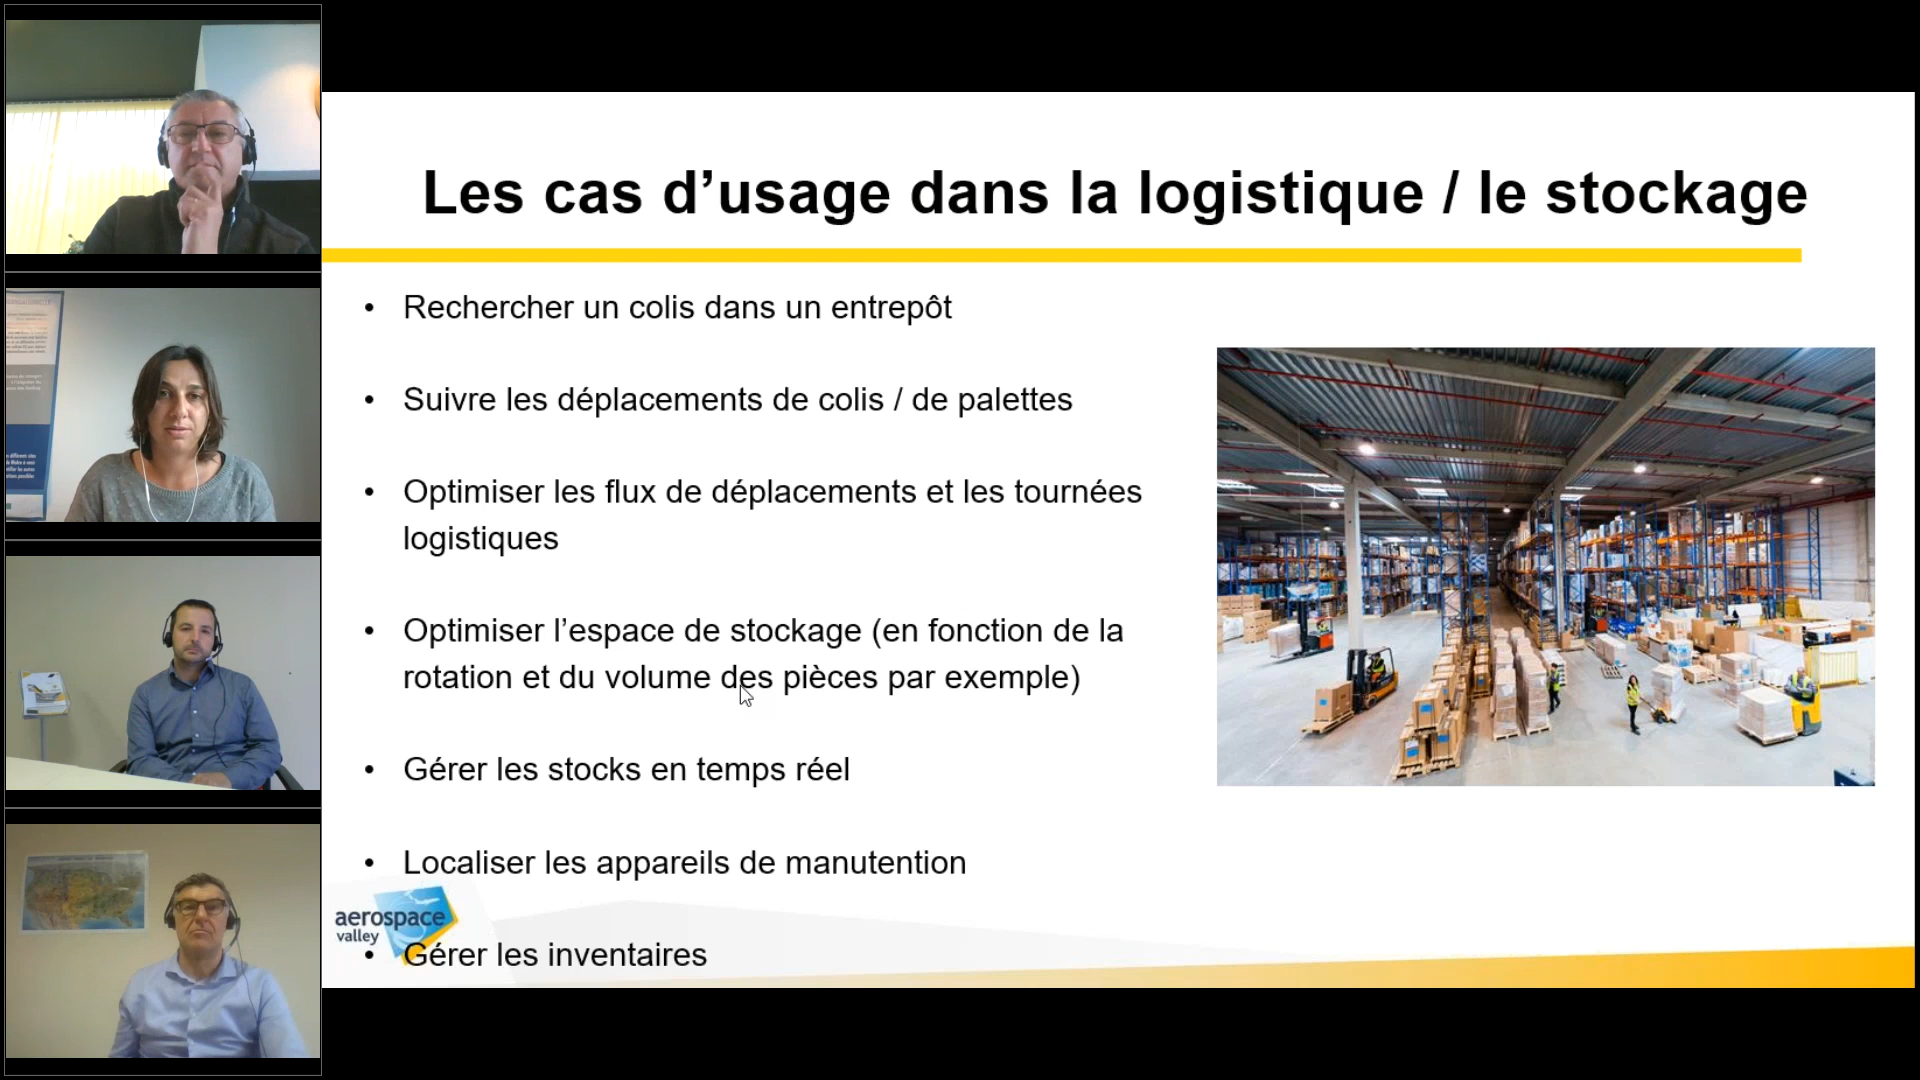 Les cas d’usage dans la logistique / le stockage
• Rechercher un colis dans un entrepôt
• Suivre les déplacements de colis / de palettes
• Optimiser les flux de déplacements et les tournées
logistiques
• Optimiser l’espace de stockage (en fonction de la
rotation et du volume des pièces par exemple)
• Gérer les stocks en temps réel
• Localiser les appareils de manutention
• Gérer les inventaires
aerospace
valley